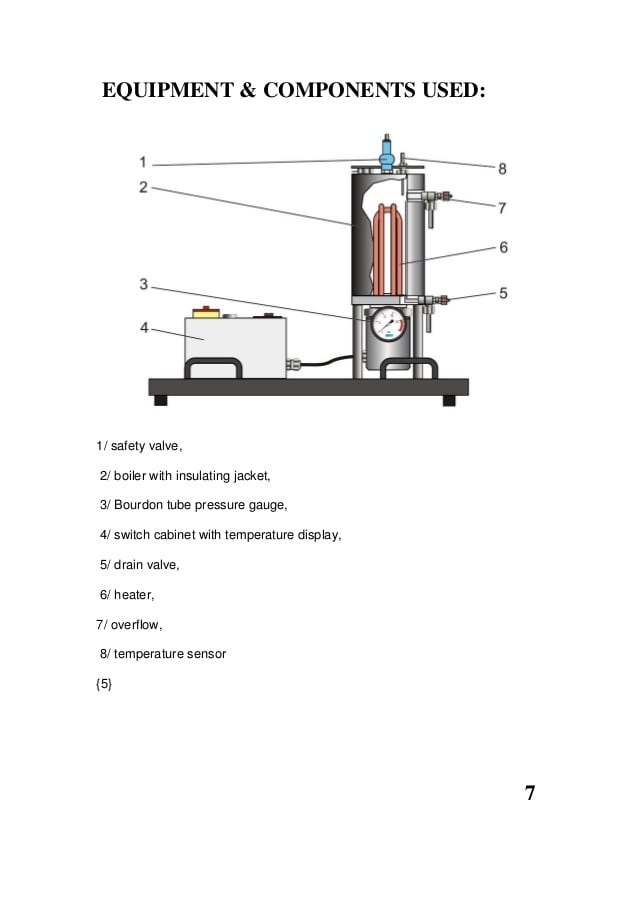 EQUIPMENT & COMPONENTS USED:
1
8
2
7
6
3
5
4
1/ safety valve,
2/ boiler with insulating jacket,
3/ Bourdon tube pressure gauge,
4/ switch cabinet with temperature display,
5/ drain valve,
6/ heater,
7/ overflow,
8/ temperature sensor
{5}
7